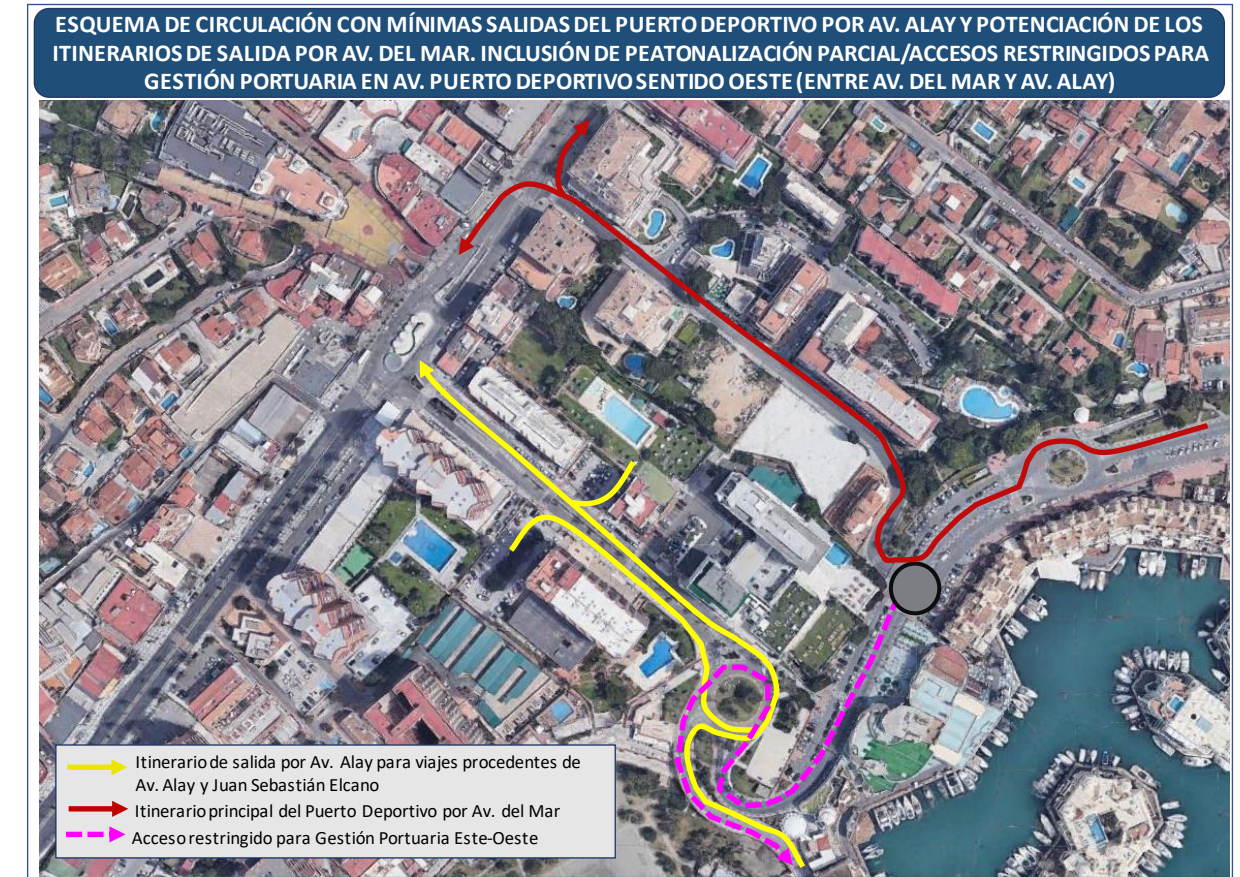 ESQUEMA DE CIRCULACIÓN CON MÍNIMAS SALIDAS DEL PUERTO DEPORTIVO POR AV. ALAY Y POTENCIACIÓN DE LOS
ITINERARIOS DE SALIDA POR AV. DEL MAR. INCLUSIÓN DE PEATONALIZACIÓN PARCIAL/ACCESOS RESTRINGIDOS PARA
GESTIÓN PORTUARIA EN AV. PUERTO DEPORTIVO SENTIDO OESTE (ENTRE AV. DEL MAR Y AV. ALAY)
Itinerario de salida por Av. Alay para viajes procedentes de
Av. Alay y Juan Sebastián Elcano
Itinerario principal del Puerto Deportivo por Av. del Mar
Acceso restringido para Gestión Portuaria Este-Oeste